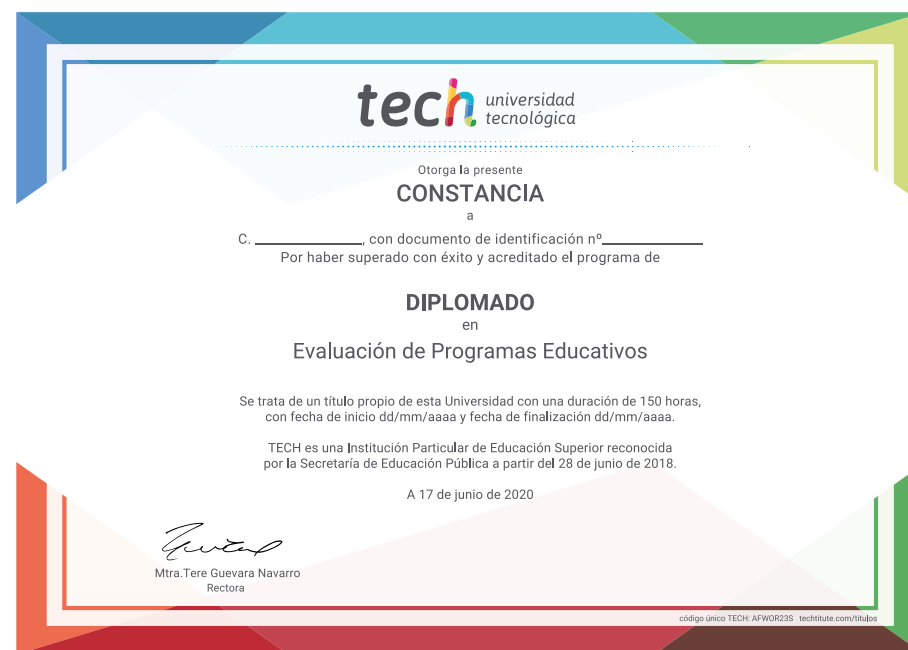 tech universidad
tecnológica
Otorga la presente
CONSTANCIA
a
C. ____________, con documento de identificación nº___________
Por haber superado con éxito y acreditado el programa de
DIPLOMADO
en
Evaluación de Programas Educativos
Se trata de un título propio de esta Universidad con una duración de 150 horas,
con fecha de inicio dd/mm/aaaa y fecha de finalización dd/mm/aaaa.
TECH es una Institución Particular de Educación Superior reconocida
por la Secretaría de Educación Pública a partir del 28 de junio de 2018.
A 17 de junio de 2020
Mtra.Tere Guevara Navarro
Rectora
código único TECH: AFWOR23S techtitute.com/titulos